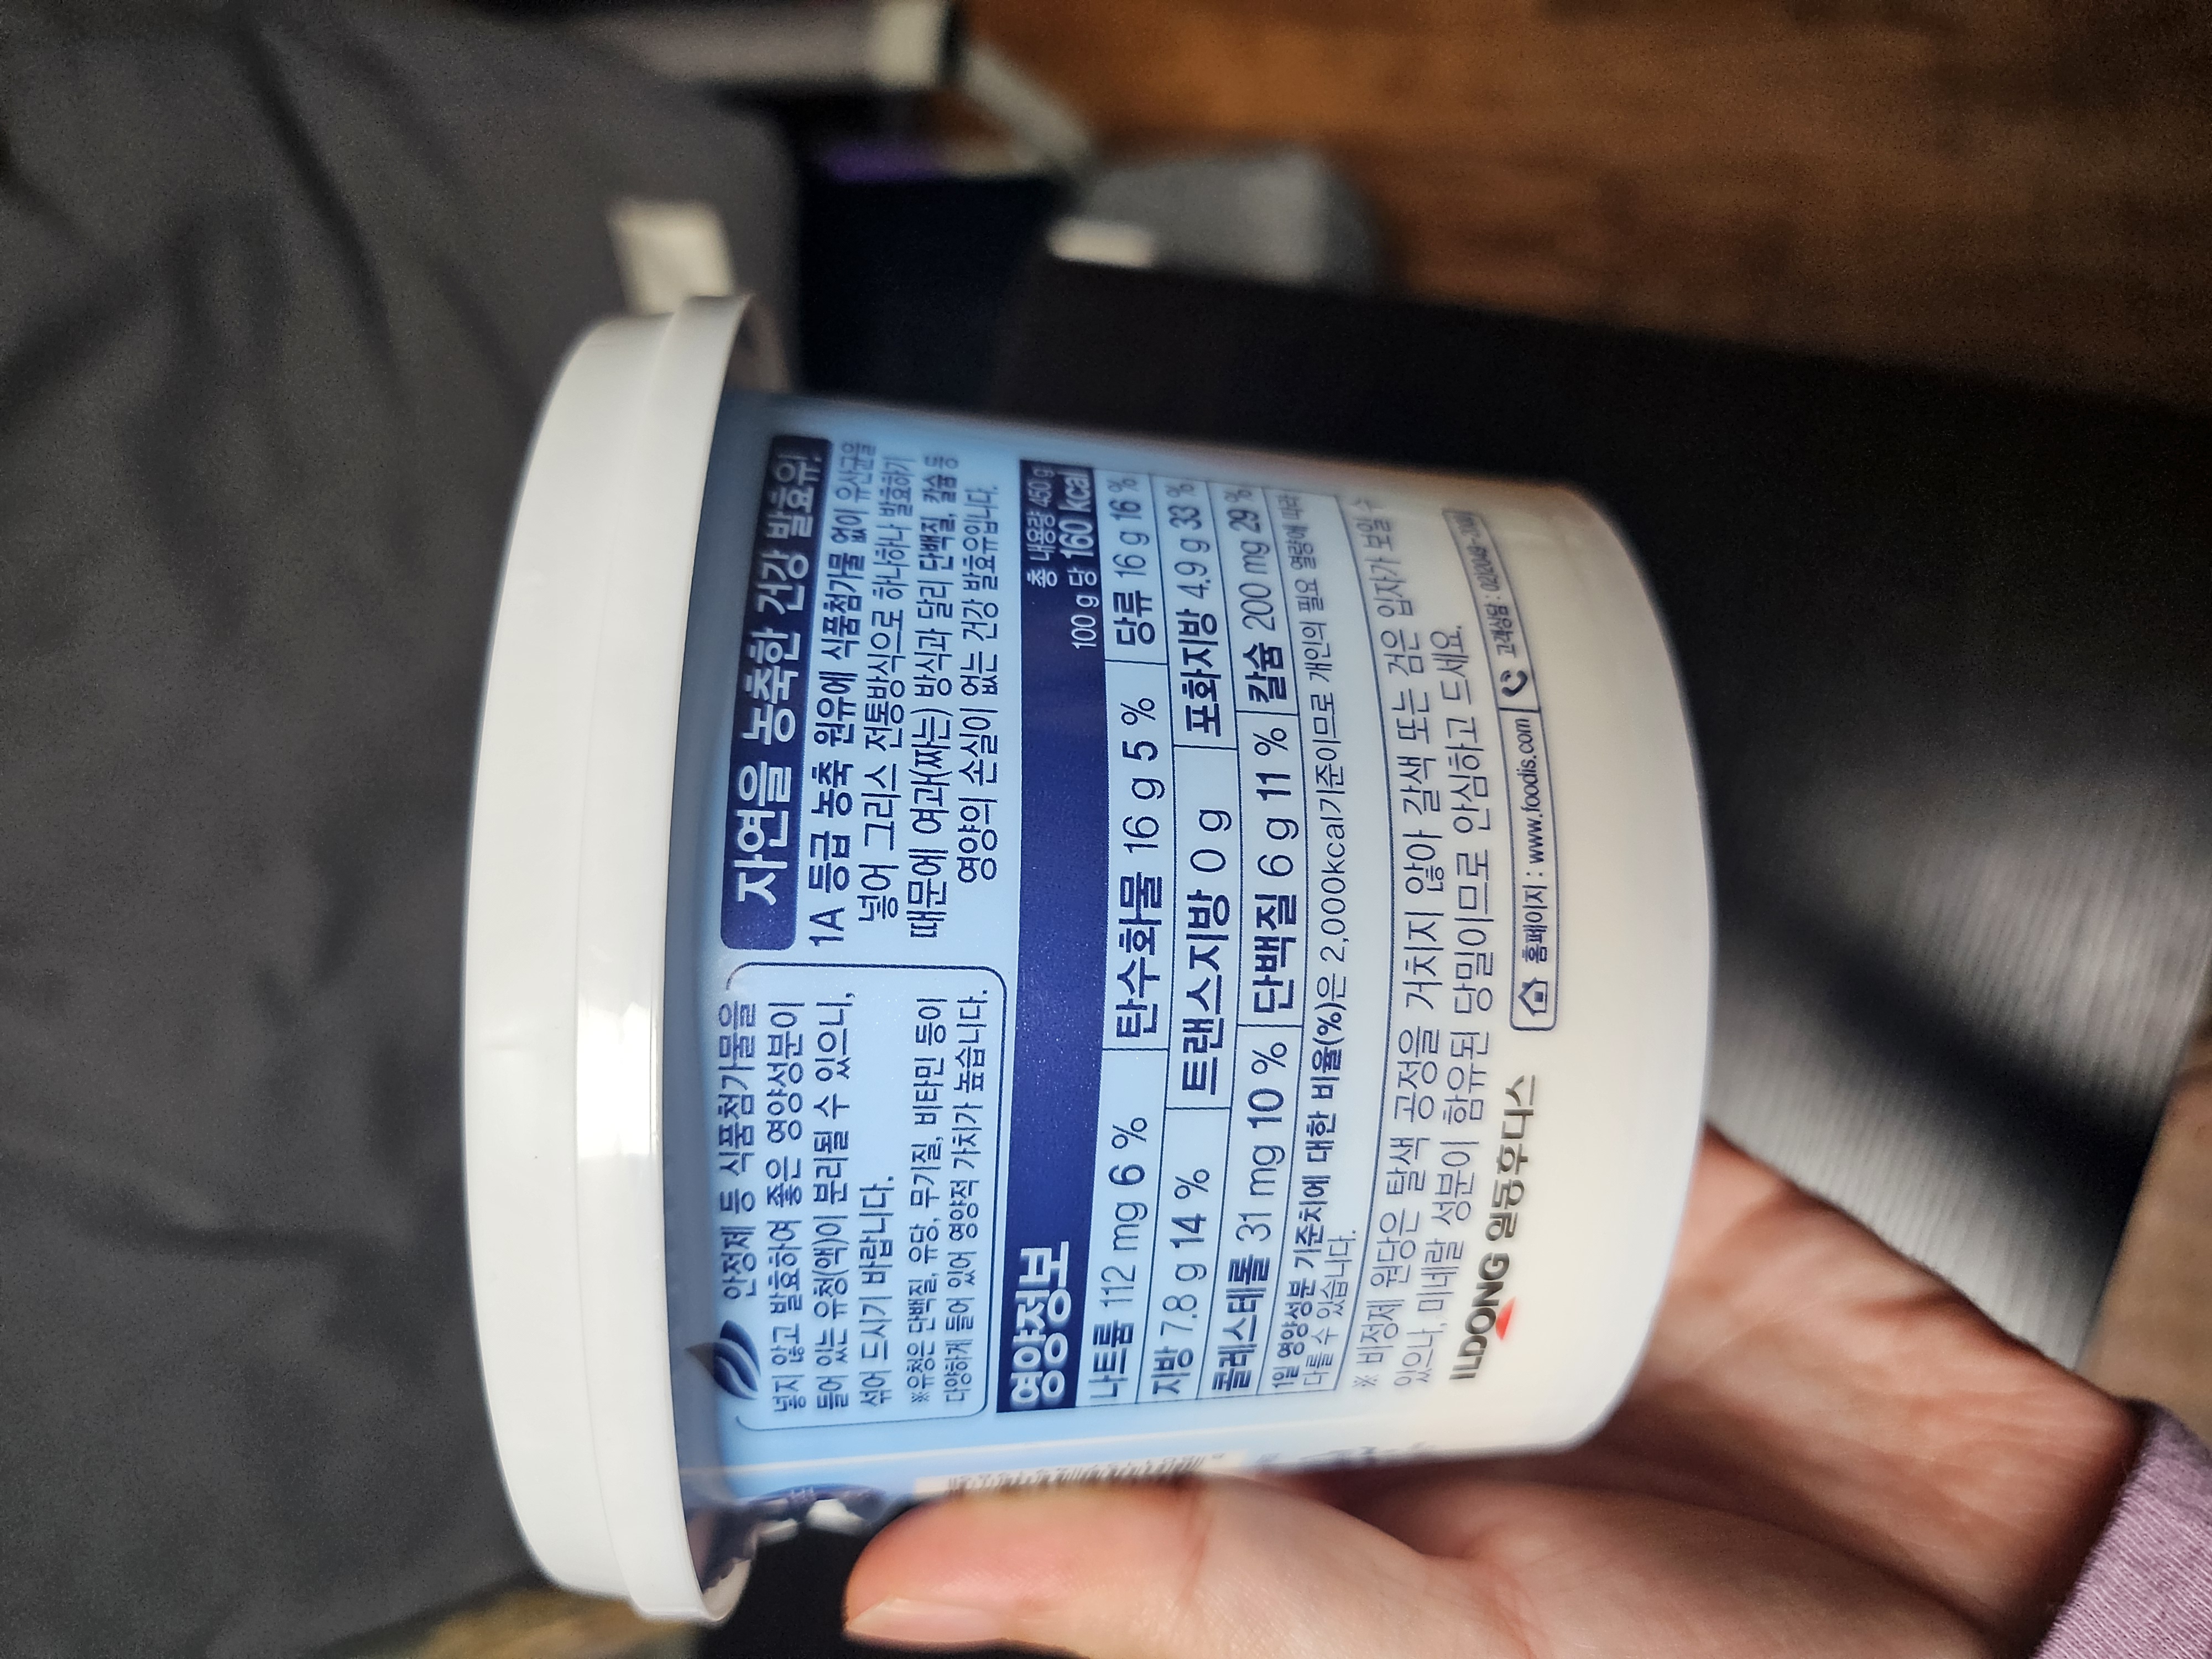 안정제 등 식품첨가물을
넣지 않고 발효하여 좋은 영양성분이
들어 있는 유청(액)이 분리될 수 있으니,
섞어 드시기 바랍니다.
※유청은 단백질, 유당, 무기질, 비타민 등이
다양하게 들어 있어 영양적 가치가 높습니다.
자연을 농축한 건강 발효유!
1A 등급 농축 원유에 식품첨가물 없이 유산균을
넣어 그리스 전통방식으로 하나하나 발효하기
때문에 여과(짜는) 방식과 달리 단백질, 칼슘 등
영양의 손실이 없는 건강 발효유입니다.
영양정보
총 내용량 450 g
100 g 당 160 kcal
나트륨 112 mg 6 % 탄수화물 16 g 5 % 당류 16 g 16 %
지방 7.8 g 14 % 트랜스지방 0 g 포화지방 4.9 g 33 %
콜레스테롤 31 mg 10 % 단백질 6 g 11 % 칼슘 200 mg 29 %
1일 영양성분 기준치에 대한 비율(%)은 2,000kcal기준이므로 개인의 필요 열량에 따라
다를 수 있습니다.
※ 비정제 원당은 탈색 공정을 거치지 않아 갈색 또는 검은 입자가 보일 수
있으나, 미네랄 성분이 함유된 당밀이므로 안심하고 드세요.
ILDONG 일동후디스
홈페이지 : www.foodis.com 고객상담 :